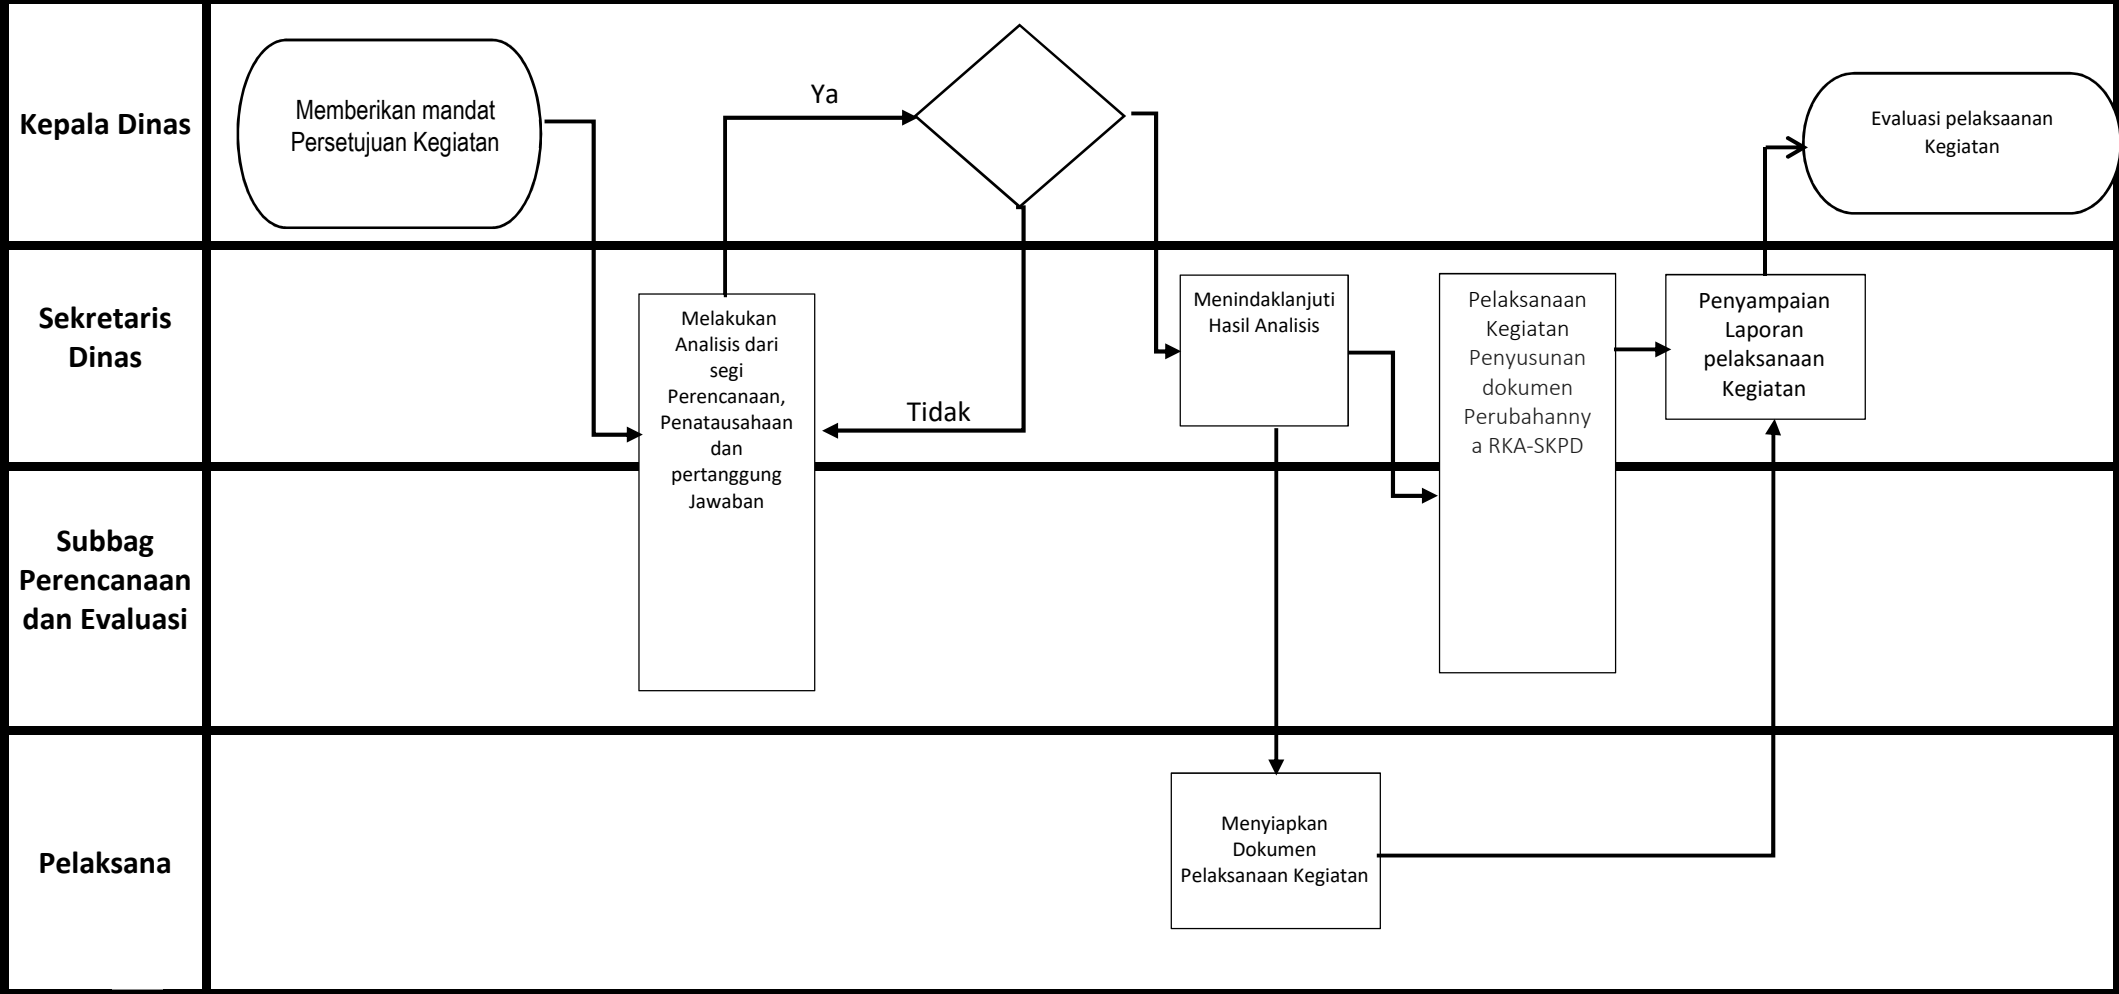 Kepala Dinas
Memberikan mandat
Persetujuan Kegiatan
Ya
Evaluasi pelaksaanan
Kegiatan
Sekretaris
Dinas
Melakukan
Analisis dari
segi
Perencanaan,
Penatausahaan
dan
pertanggung
Jawaban
Tidak
Menindaklanjuti
Hasil Analisis
Pelaksanaan
Kegiatan
Penyusunan
dokumen
Perubahanny
a RKA-SKPD
Penyampaian
Laporan
pelaksanaan
Kegiatan
Subbag
Perencanaan
dan Evaluasi
Pelaksana
Menyiapkan
Dokumen
Pelaksanaan Kegiatan